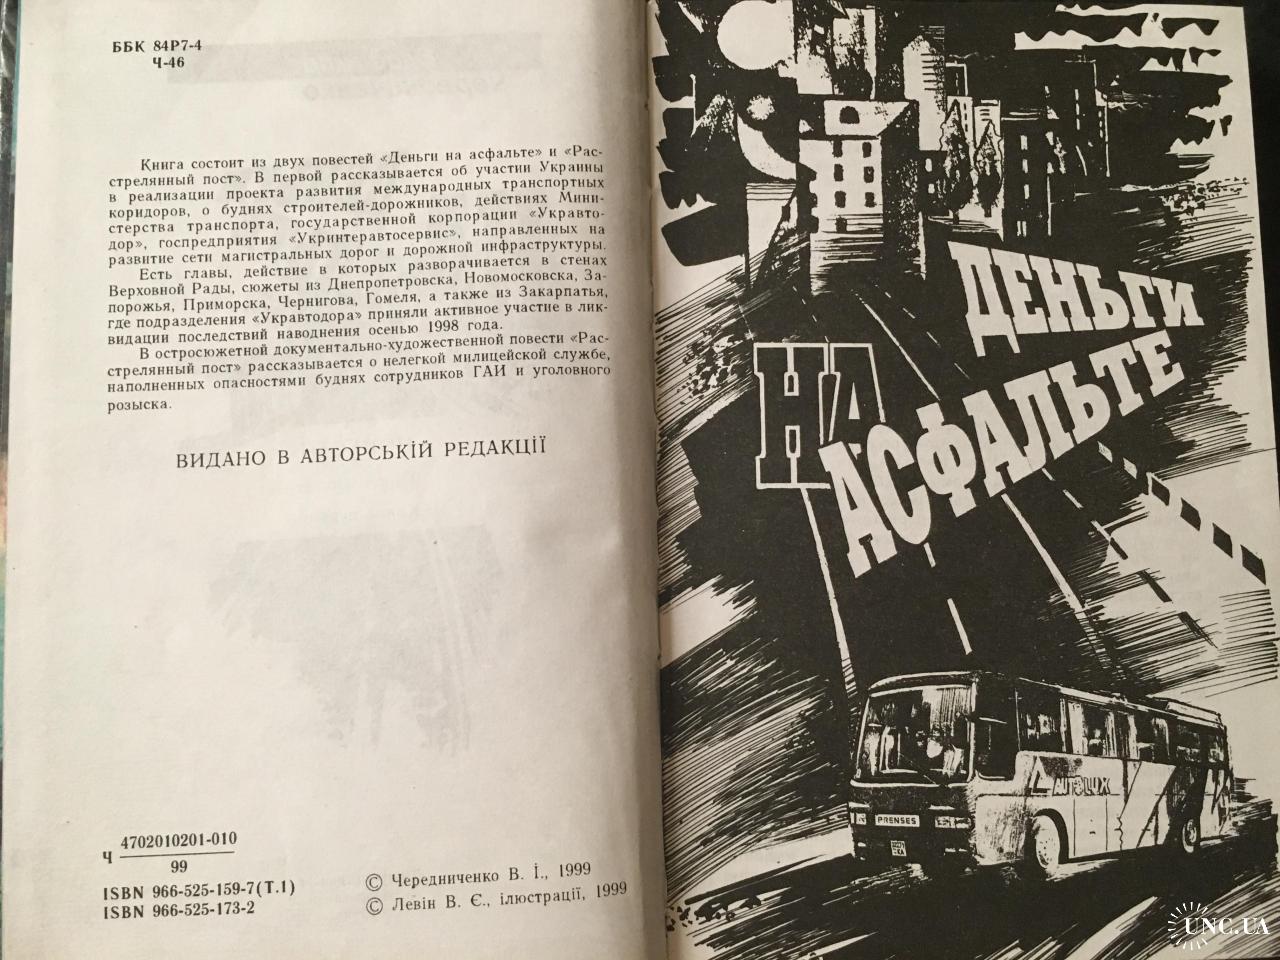 ББК 84Р7-4
Ч-46
Книга состоит из двух повестей «Деньги на асфальте» и «Рас-
стрелянный пост». В первой рассказывается об участии Украины
в реализации проекта развития международных транспортных
коридоров, о буднях строителей-дорожников, действиях Мини-
стерства транспорта, государственной корпорации «Укравто-
дор», госпредприятия «Укринтеравтосервис», направленных на
развитие сети магистральных дорог и дорожной инфраструктуры.
Есть главы, действие в которых разворачивается в стенах
Верховной Рады, сюжеты из Днепропетровска, Новомосковска, За-
порожья, Приморска, Чернигова, Гомеля, а также из Закарпатья,
где подразделения «Укравтодора» приняли активное участие в лик-
видации последствий наводнения осенью 1998 года.
В остросюжетной документально-художественной повести «Рас-
стрелянный пост» рассказывается о нелегкой милицейской службе,
наполненных опасностями буднях сотрудников ГАИ и уголовного
розыска.
ВИДАНО В АВТОРСЬКІЙ РЕДАКЦІЇ
Ч 4702010201-010
99
ISBN 966-525-159-7(Т.1)
ISBN 966-525-173-2
© Чередниченко В. І., 1999
© Левін В. Є., ілюстрації, 1999
ДЕНЬГИ
НА
АСФАЛЬТЕ
AUTOLUX
PRENSES
UNC.UA